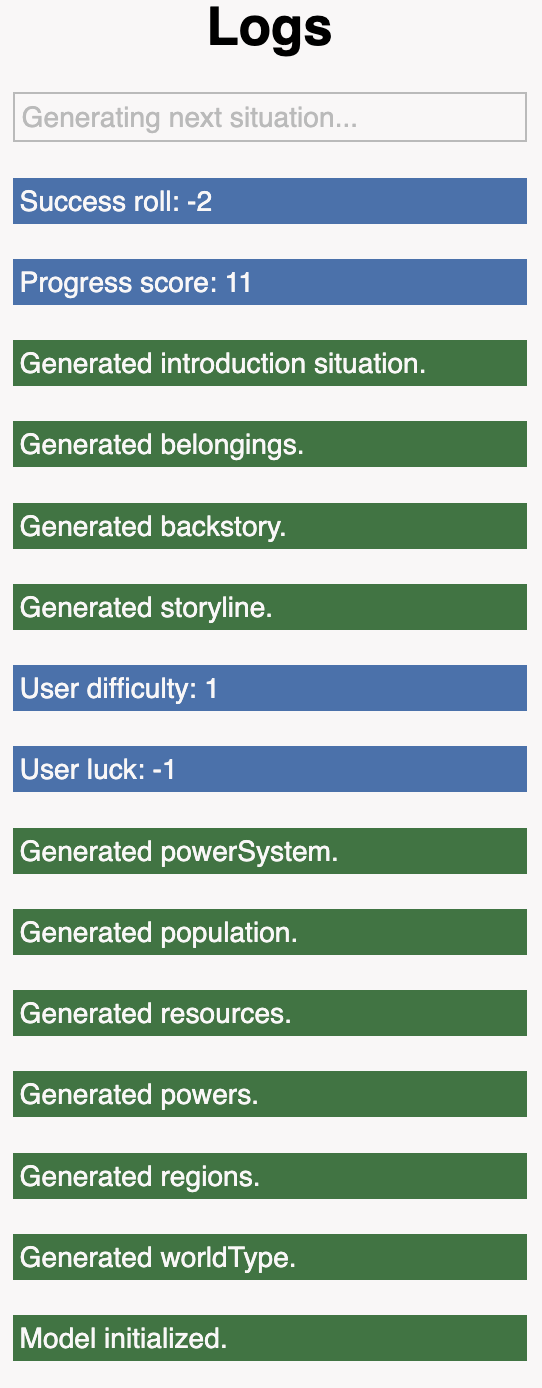 Logs
Generating next situation...
Success roll: -2
Progress score: 11
Generated introduction situation.
Generated belongings.
Generated backstory.
Generated storyline.
User difficulty: 1
User luck: -1
Generated powerSystem.
Generated population.
Generated resources.
Generated powers.
Generated regions.
Generated worldType.
Model initialized.